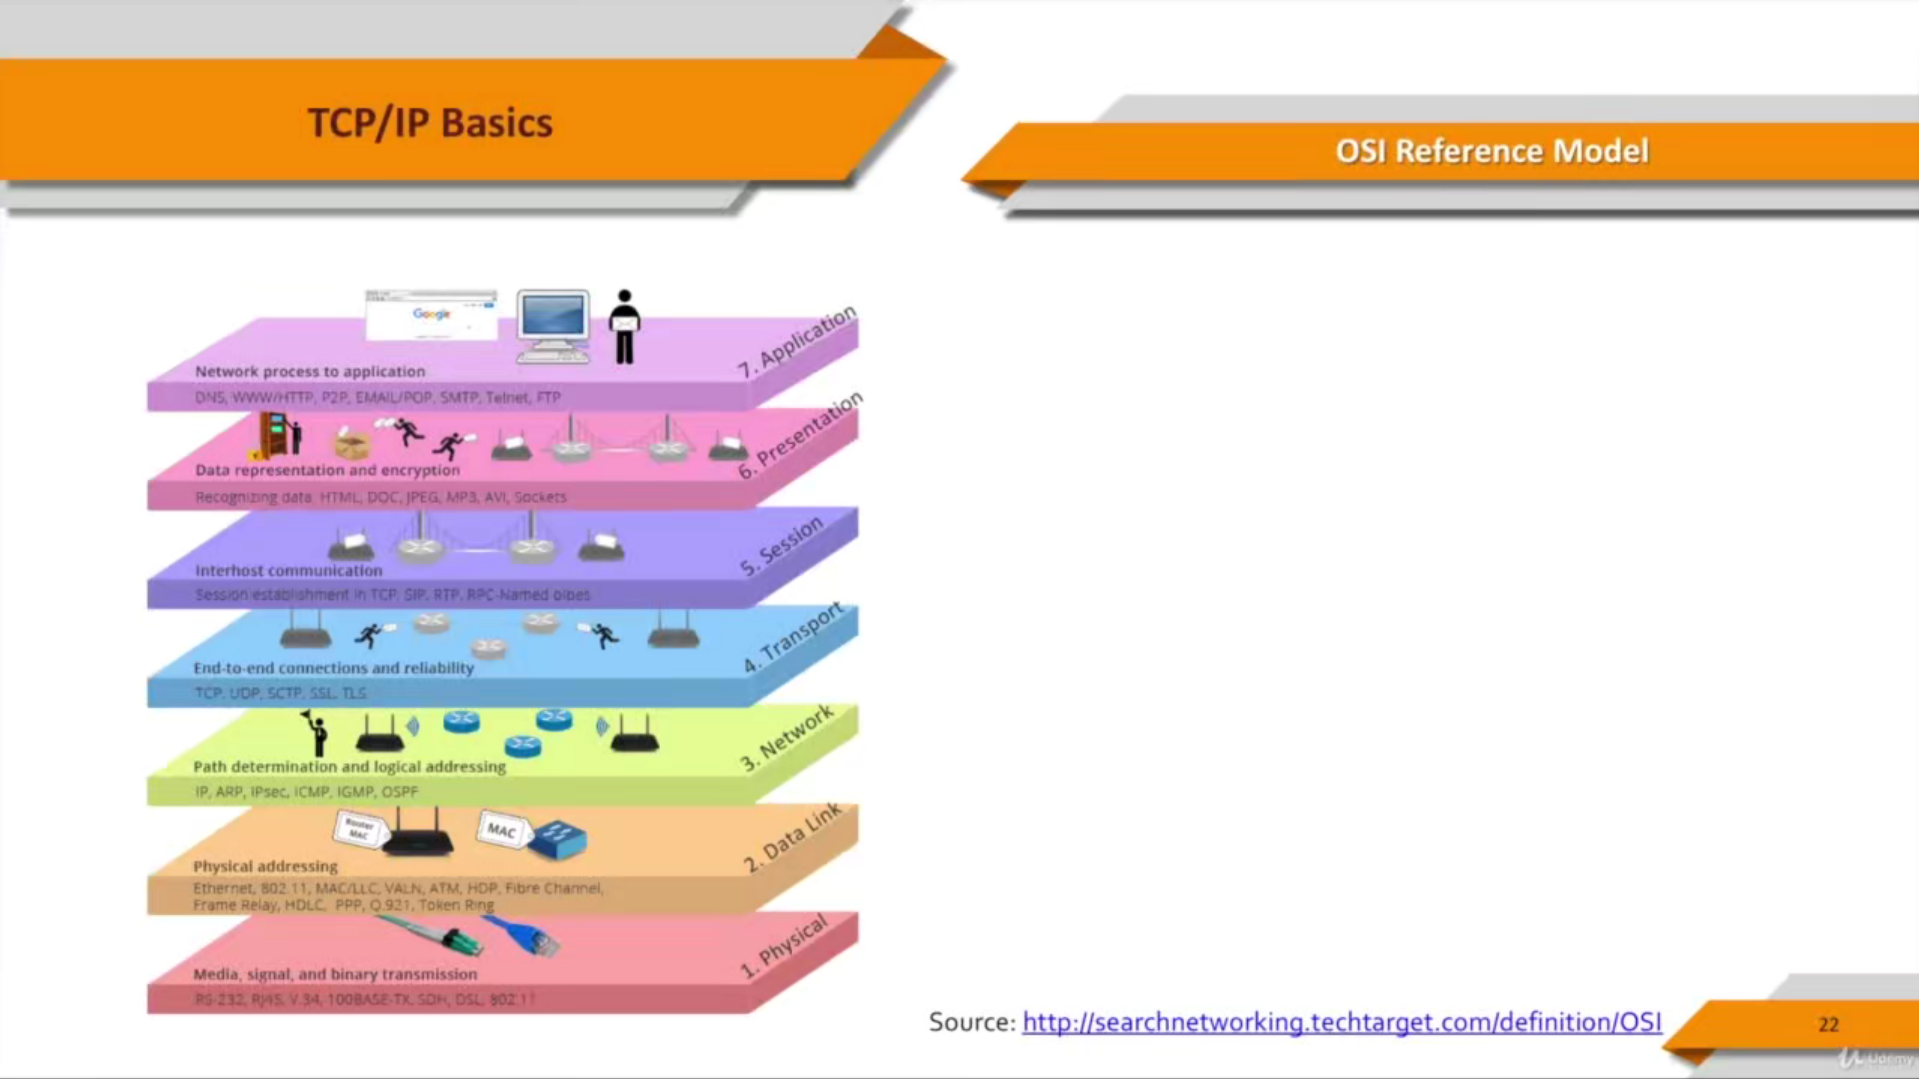 TCP/IP Basics
OSI Reference Model
Google
7. Application
Network process to application
DNS, WWW/HTTP, P2P, EMAIL/POP, SMTP, Telnet, FTP
6. Presentation
Data representation and encryption
Recognizing data: HTML, DOC, JPEG, MP3, AVI, Sockets
5. Session
Interhost communication
Session establishment in TCP, SIP, RTP, RPC-Named pipes
4. Transport
End-to-end connections and reliability
TCP, UDP, SCTP, SSL, TLS
3. Network
Path determination and logical addressing
IP, ARP, IPsec, ICMP, IGMP, OSPF
Router
MAC
MAC
2. Data Link
Physical addressing
Ethernet, 802.11, MAC/LLC, VALN, ATM, HDP, Fibre Channel,
Frame Relay, HDLC, PPP, Q.921, Token Ring
1. Physical
Media, signal, and binary transmission
RS-232, RJ45, V.34, 100BASE-TX, SDH, DSL, 802.11
Source: http://searchnetworking.techtarget.com/definition/OSI
22
Udemy